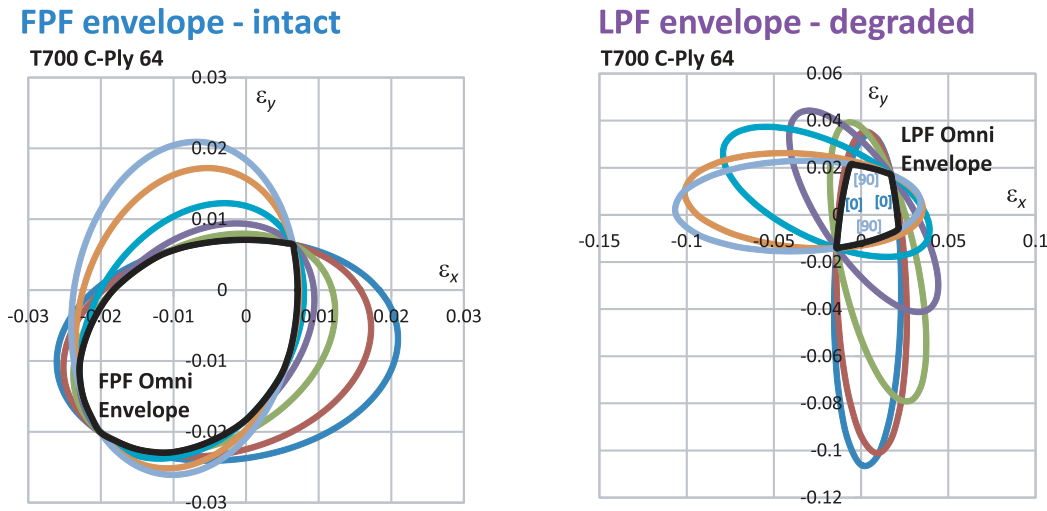 FPF envelope - intact
T700 C-Ply 64
0.03
εy
0.02
0.01
εx
0
-0.03
-0.02
-0.01
0
0.01
0.02
0.03
-0.01
FPF Omni
Envelope
-0.02
-0.03
LPF envelope - degraded
T700 C-Ply 64
0.06
εy
0.04
LPF Omni
Envelope
0.02
[90]
εx
[0]
[0]
0
[90]
-0.15
-0.1
-0.05
0
0.05
0.1
-0.02
-0.04
-0.06
-0.08
-0.1
-0.12